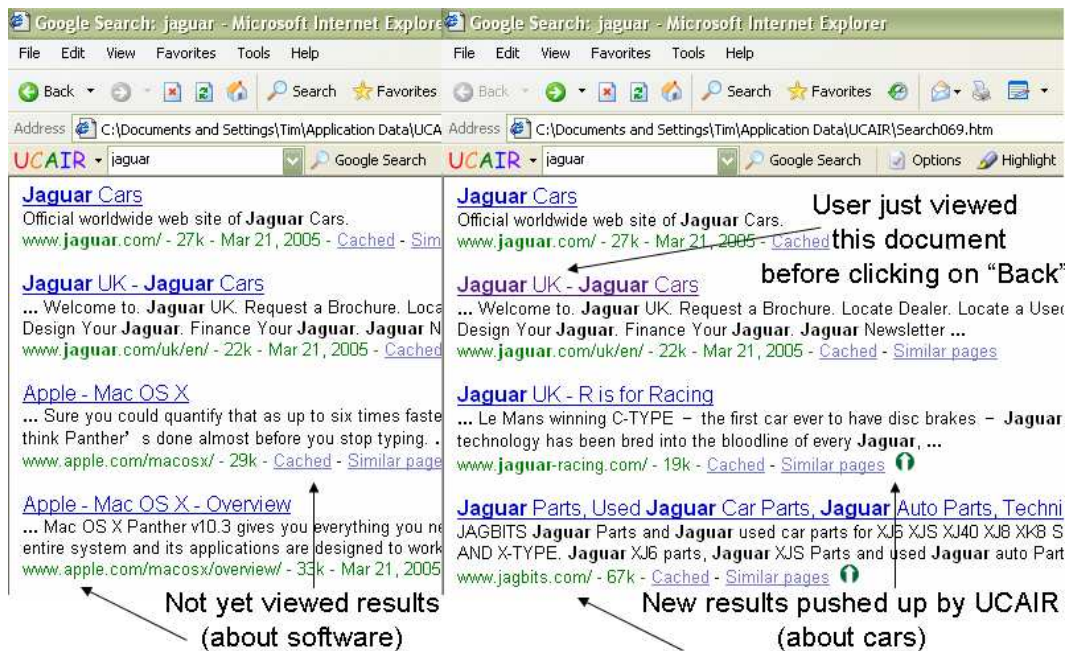 Google Search: jaguar - Microsoft Internet Explore
File Edit View Favorites Tools Help
Back Search Favorites
Address C:\Documents and Settings\Tim\Application Data\UCA
UCAIR jaguar Google Search
Jaguar Cars
Official worldwide web site of Jaguar Cars.
www.jaguar.com/ - 27k - Mar 21, 2005 - Cached - Sim
Jaguar UK - Jaguar Cars
... Welcome to. Jaguar UK. Request a Brochure. Loca
Design Your Jaguar. Finance Your Jaguar. Jaguar N
www.jaguar.com/uk/en/ - 22k - Mar 21, 2005 - Cached
Apple - Mac OS X
... Sure you could quantify that as up to six times faste
think Panther's done almost before you stop typing. .
www.apple.com/macosx/ - 29k - Cached - Similar page
Apple - Mac OS X - Overview
... Mac OS X Panther v10.3 gives you everything you ne
entire system and its applications are designed to work
www.apple.com/macosx/overview/ - 33k - Mar 21, 2005
Not yet viewed results
(about software)
Google Search: jaguar - Microsoft Internet Explorer
File Edit View Favorites Tools Help
Back Search Favorites
Address C:\Documents and Settings\Tim\Application Data\UCAIR\Search069.htm
UCAIR jaguar Google Search Options Highlight
Jaguar Cars
Official worldwide web site of Jaguar Cars.
www.jaguar.com/ - 27k - Mar 21, 2005 - Cached
User just viewed
this document
before clicking on “Back”
Jaguar UK - Jaguar Cars
... Welcome to. Jaguar UK. Request a Brochure. Locate Dealer. Locate a Used
Design Your Jaguar. Finance Your Jaguar. Jaguar Newsletter ...
www.jaguar.com/uk/en/ - 22k - Mar 21, 2005 - Cached - Similar pages
Jaguar UK - R is for Racing
... Le Mans winning C-TYPE – the first car ever to have disc brakes – Jaguar
technology has been bred into the bloodline of every Jaguar, ...
www.jaguar-racing.com/ - 19k - Cached - Similar pages
Jaguar Parts, Used Jaguar Car Parts, Jaguar Auto Parts, Techni
JAGBITS Jaguar Parts and Jaguar used car parts for XJ6 XJS XJ40 XJ8 XK8 S
AND X-TYPE. Jaguar XJ6 parts, Jaguar XJS Parts and used Jaguar auto Part
www.jagbits.com/ - 67k - Cached - Similar pages
New results pushed up by UCAIR
(about cars)